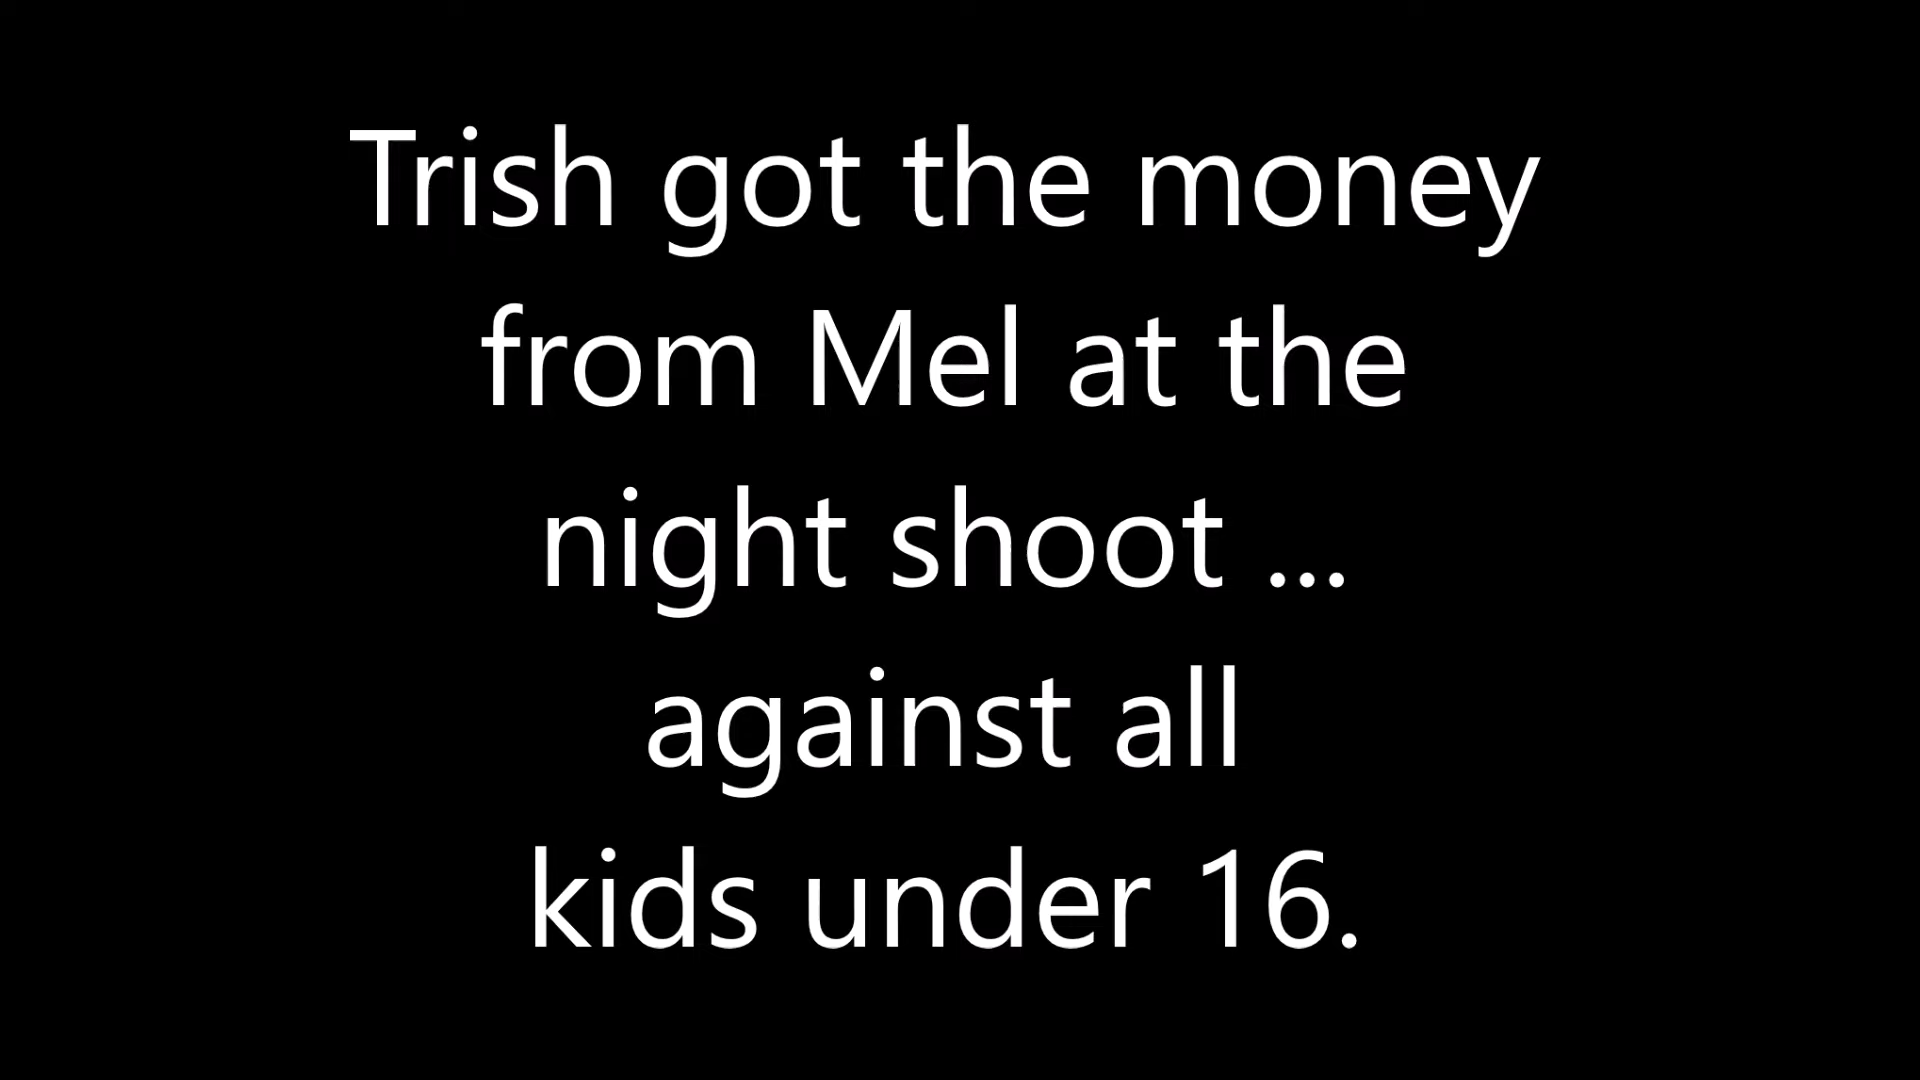 Trish got the money
from Mel at the
night shoot ...
against all
kids under 16.